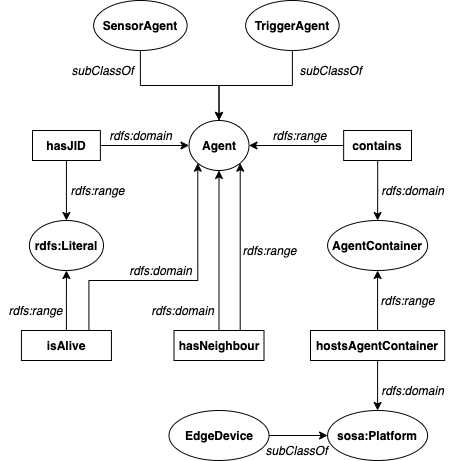 SensorAgent
TriggerAgent
subClassOf
subClassOf
hasJID
rdfs:domain
Agent
rdfs:range
contains
rdfs:range
rdfs:domain
rdfs:Literal
AgentContainer
rdfs:domain
rdfs:range
rdfs:range
rdfs:domain
rdfs:range
isAlive
hasNeighbour
hostsAgentContainer
rdfs:domain
EdgeDevice
subClassOf
sosa:Platform